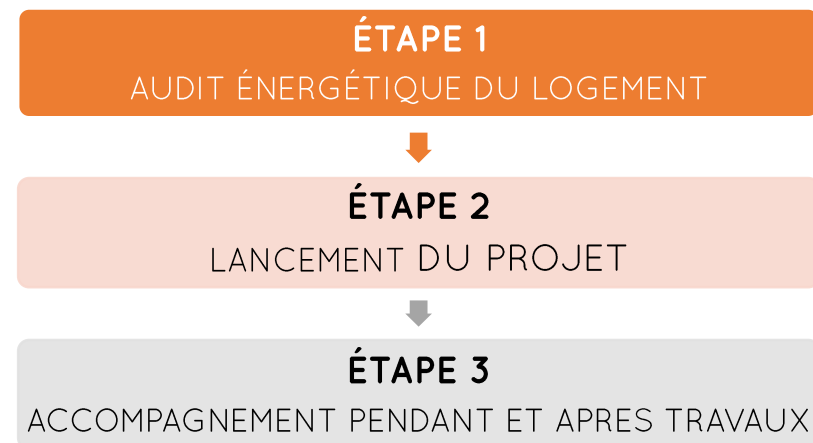 ÉTAPE 1
AUDIT ÉNERGÉTIQUE DU LOGEMENT
ÉTAPE 2
LANCEMENT DU PROJET
ÉTAPE 3
ACCOMPAGNEMENT PENDANT ET APRES TRAVAUX